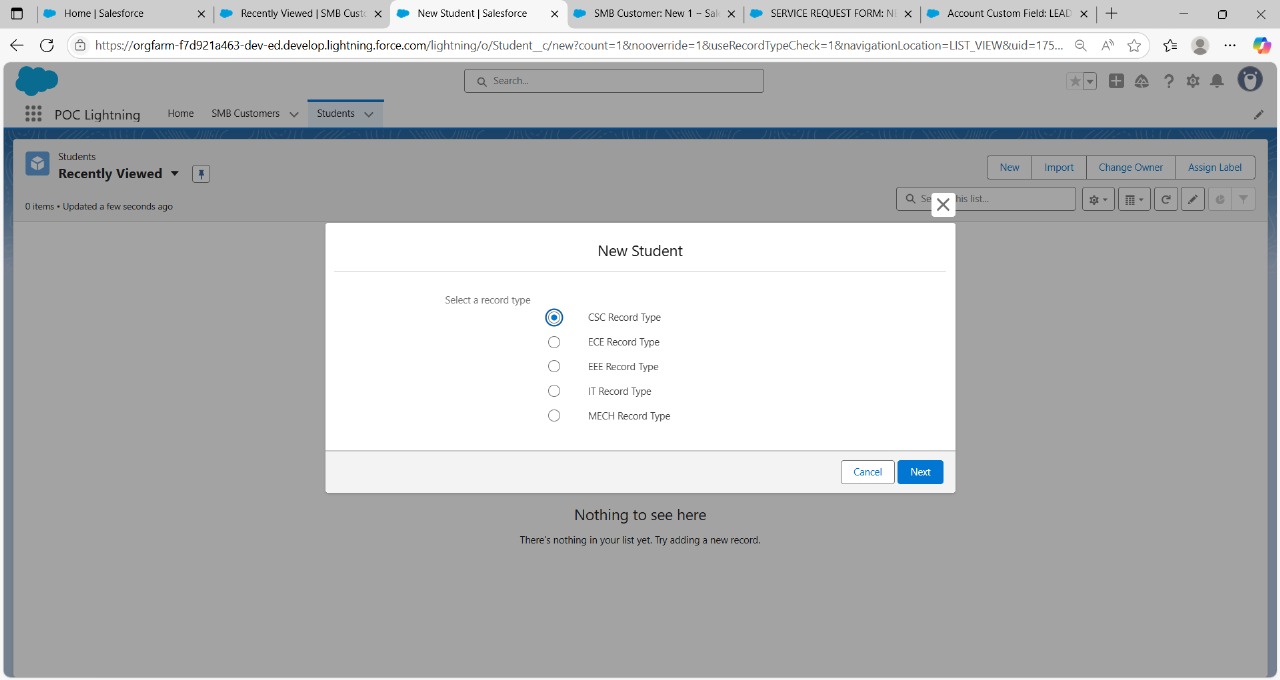 Home | Salesforce
Recently Viewed | SMB Custo
New Student | Salesforce
SMB Customer: New 1 ~ Sal
SERVICE REQUEST FORM: N
Account Custom Field: LEAD
https://orgfarm-f7d921a463-dev-ed.develop.lightning.force.com/lightning/o/Student__c/new?count=1&nooverride=1&useRecordTypeCheck=1&navigationLocation=LIST_VIEW&uid=175...
Search...
POC Lightning
Home
SMB Customers
Students
Students
Recently Viewed
New
Import
Change Owner
Assign Label
0 items • Updated a few seconds ago
his list...
New Student
Select a record type
CSC Record Type
ECE Record Type
EEE Record Type
IT Record Type
MECH Record Type
Cancel
Next
Nothing to see here
There's nothing in your list yet. Try adding a new record.